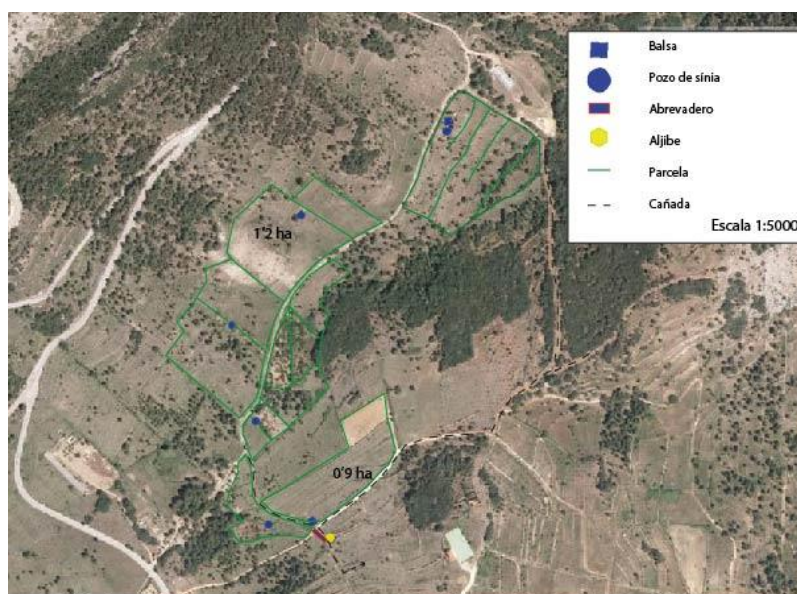 Balsa
Pozo de sínia
Abrevadero
Aljibe
Parcela
Cañada
Escala 1:5000
1'2 ha
0'9 ha